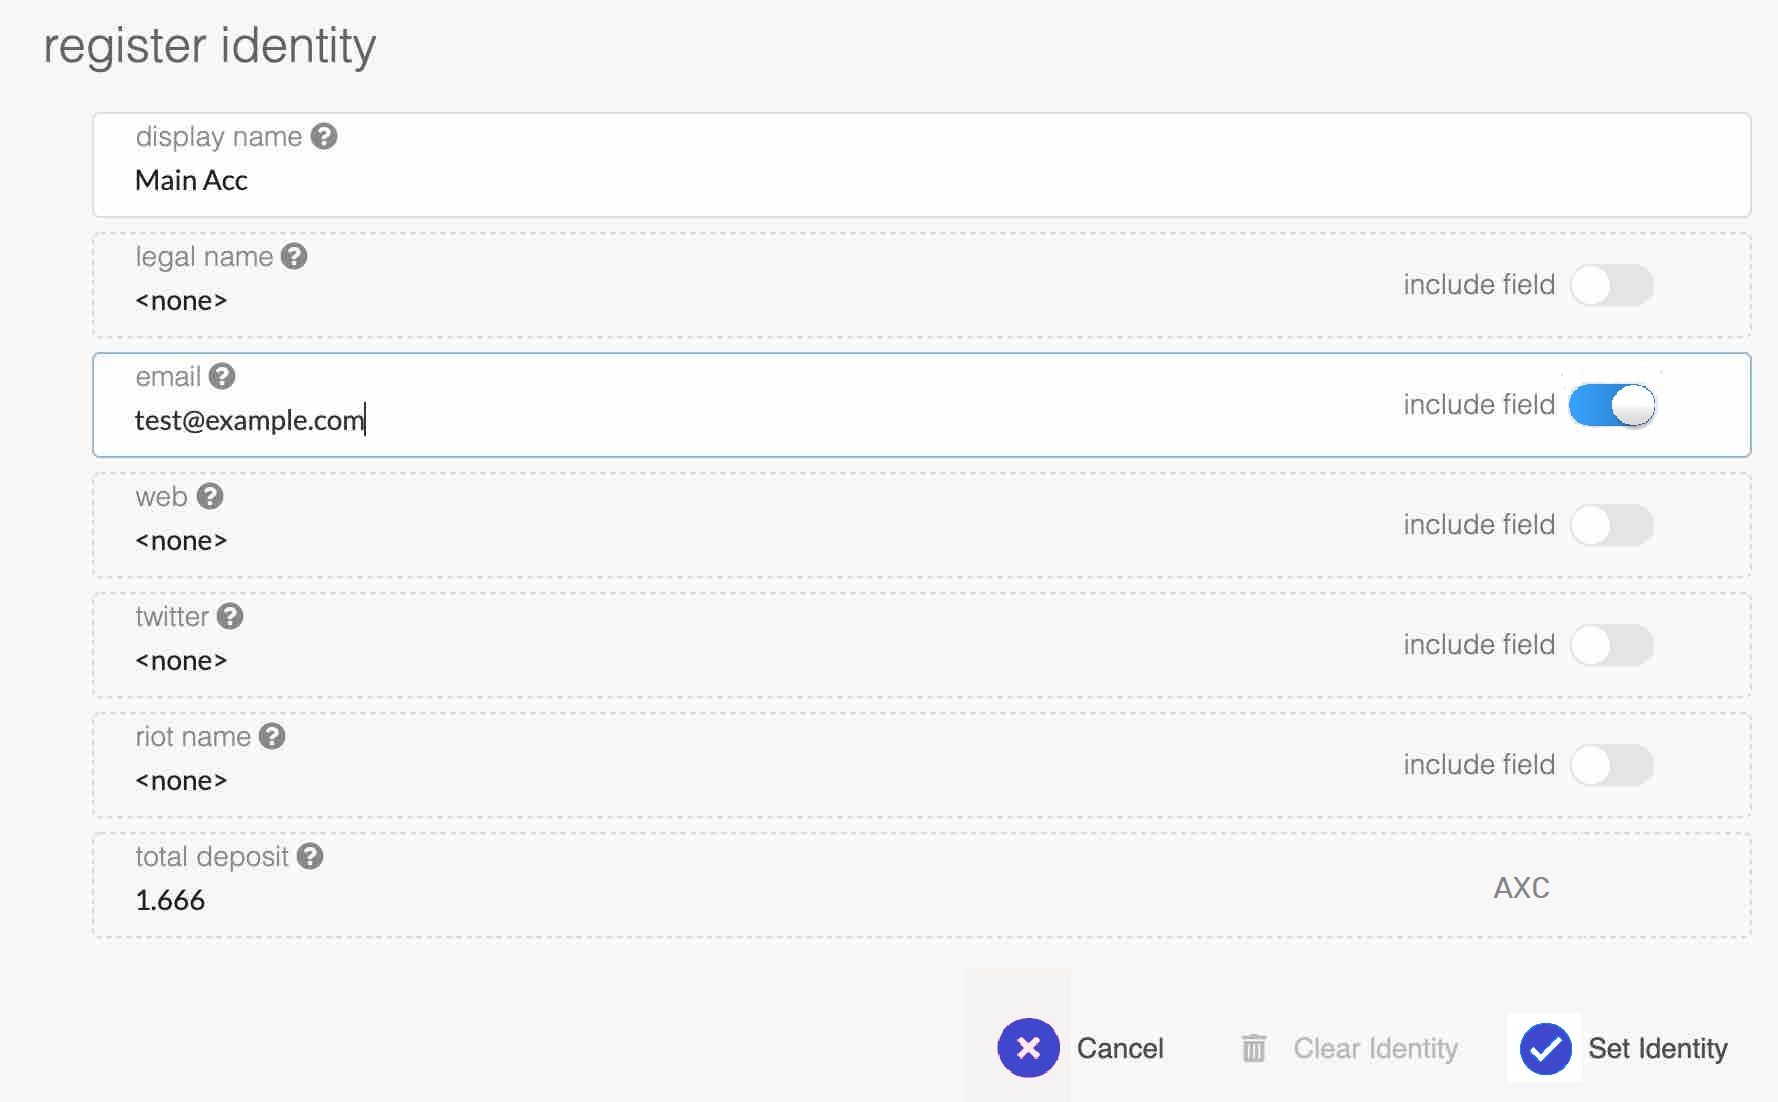 register identity
display name ?
Main Acc
legal name ?
<none>
include field
email ?
test@example.com
include field
web ?
<none>
include field
twitter ?
<none>
include field
riot name ?
<none>
include field
total deposit ?
1.666
AXC
Cancel
Clear Identity
Set Identity